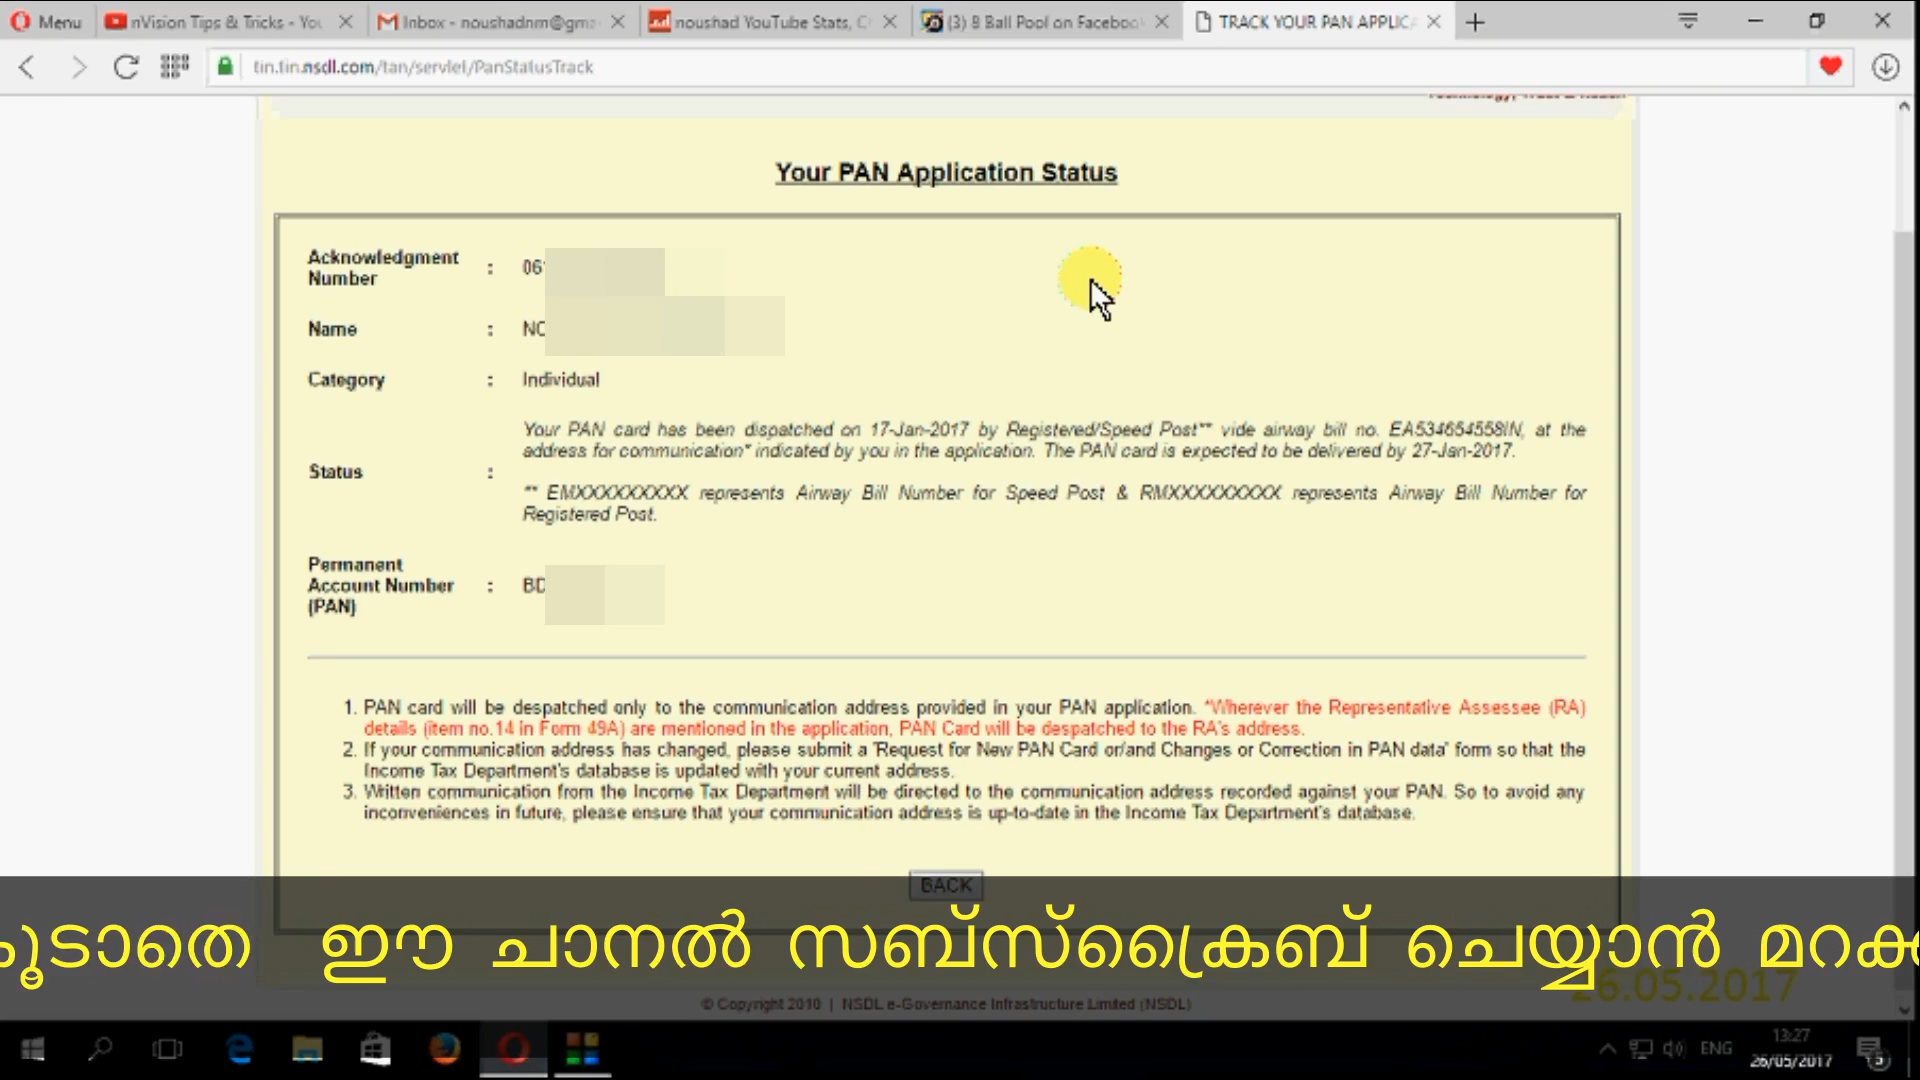 Menu
nVision Tips & Tricks - You
Inbox - noushadnm@gma
noushad YouTube Stats, C
(3) 8 Ball Pool on Facebook
TRACK YOUR PAN APPLICA
tin.tin.nsdl.com/tan/servlet/PanStatusTrack
Your PAN Application Status
Acknowledgment Number : 061
Name : NO
Category : Individual
Status :
Your PAN card has been dispatched on 17-Jan-2017 by Registered/Speed Post** vide airway bill no. EA534654558IN, at the
address for communication* indicated by you in the application. The PAN card is expected to be delivered by 27-Jan-2017.
** EMXXXXXXXXX represents Airway Bill Number for Speed Post & RMXXXXXXXXX represents Airway Bill Number for
Registered Post.
Permanent Account Number (PAN) : BD
1. PAN card will be despatched only to the communication address provided in your PAN application. *Wherever the Representative Assessee (RA)
details (item no.14 in Form 49A) are mentioned in the application, PAN Card will be despatched to the RA's address.
2. If your communication address has changed, please submit a 'Request for New PAN Card or/and Changes or Correction in PAN data' form so that the
Income Tax Department's database is updated with your current address.
3. Written communication from the Income Tax Department will be directed to the communication address recorded against your PAN. So to avoid any
inconveniences in future, please ensure that your communication address is up-to-date in the Income Tax Department's database.
BACK
കൂടാതെ ഈ ചാനൽ സബ്സ്ക്രൈബ് ചെയ്യാൻ മറക്ക
26.05.2017
© Copyright 2010 | NSDL e-Governance Infrastructure Limited (NSDL)
ENG
13:27
26/05/2017